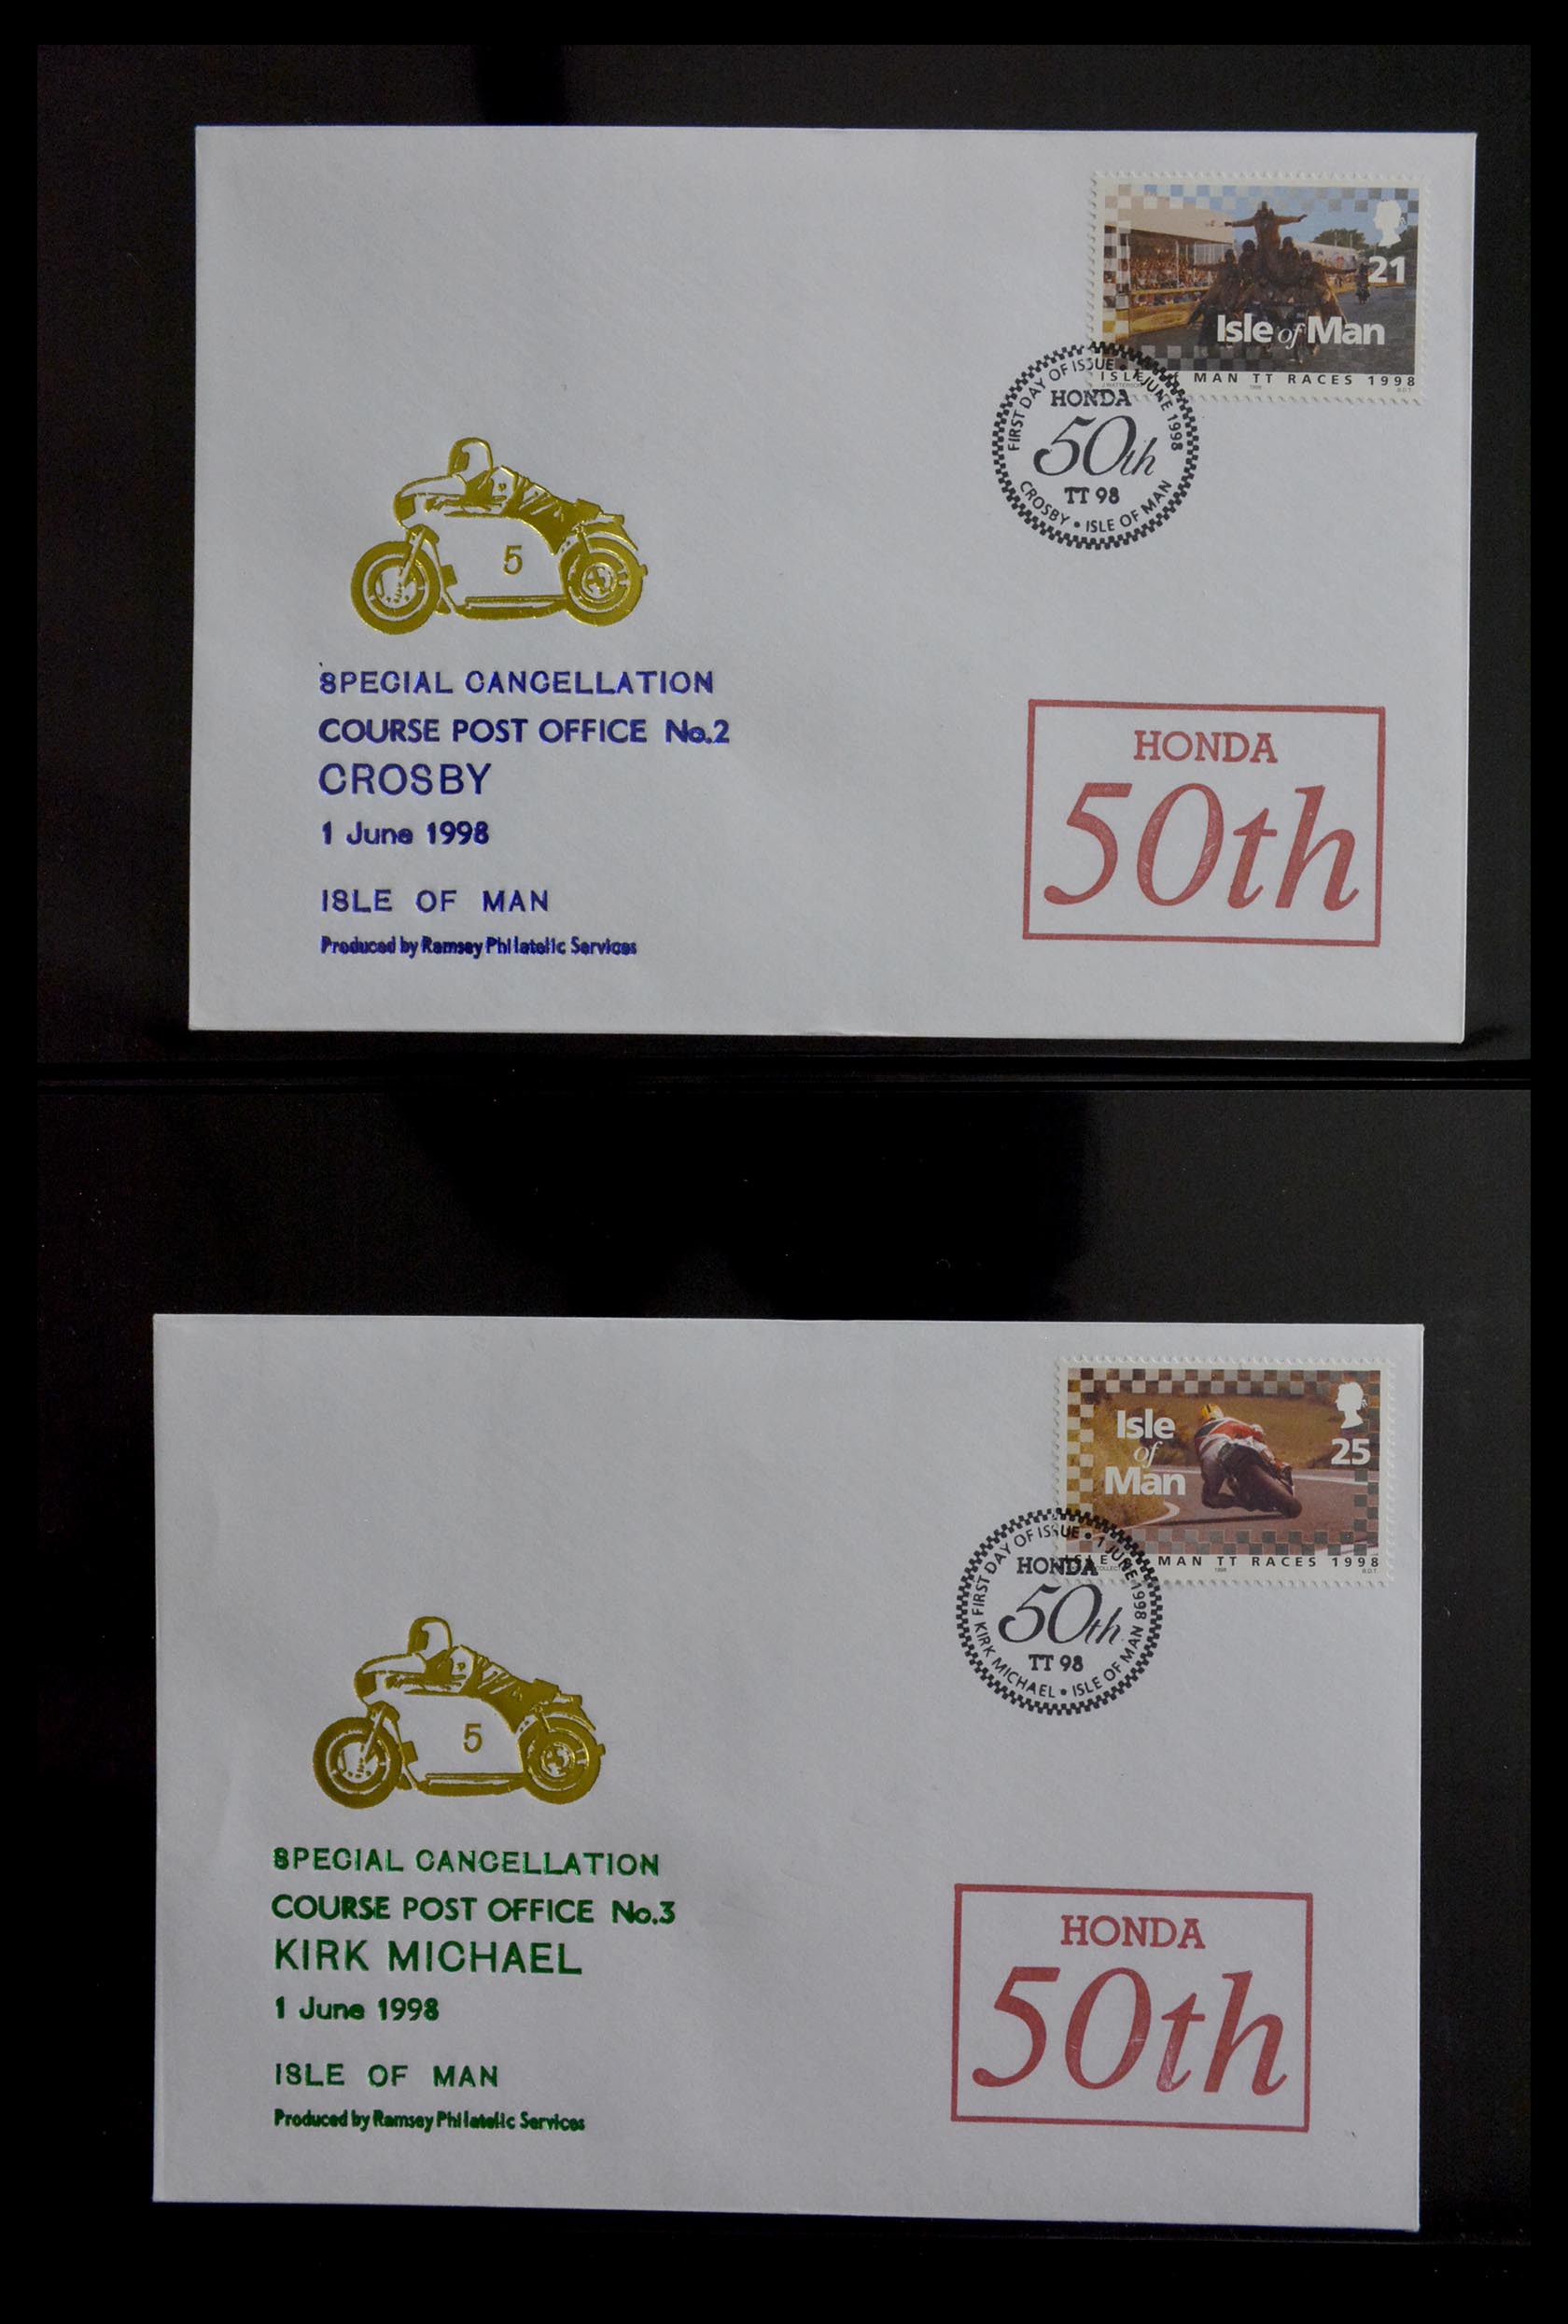 21
Isle of Man
ISLE MAN TT RACES 1998
FIRST DAY OF ISSUE • 1 JUNE 1998
HONDA
50th
TT 98
CROSBY • ISLE OF MAN
5
SPECIAL CANCELLATION
COURSE POST OFFICE No.2
CROSBY
1 June 1998
ISLE OF MAN
Produced by Ramsey Philatelic Services
HONDA
50th
Isle
of
Man
25
ISLE MAN TT RACES 1998
FIRST DAY OF ISSUE • 1 JUNE 1998
HONDA
50th
TT 98
KIRK MICHAEL • ISLE OF MAN
5
SPECIAL CANCELLATION
COURSE POST OFFICE No.3
KIRK MICHAEL
1 June 1998
ISLE OF MAN
Produced by Ramsey Philatelic Services
HONDA
50th